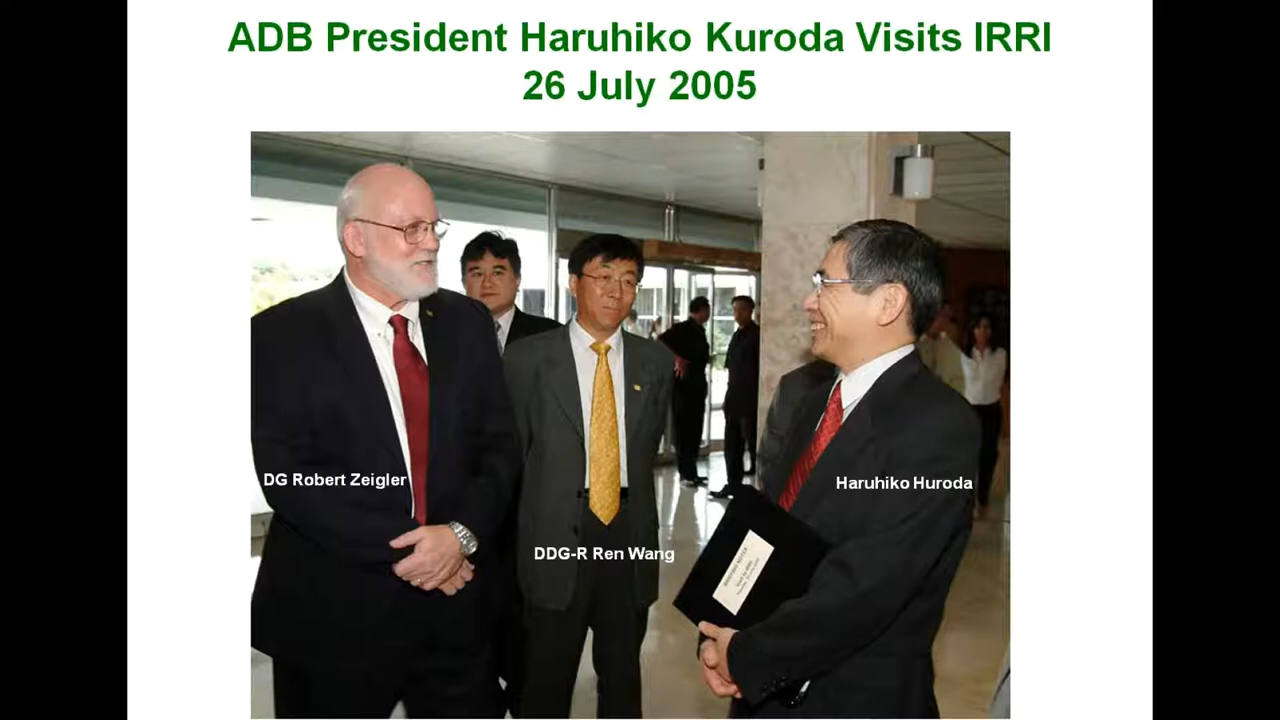 ADB President Haruhiko Kuroda Visits IRRI
26 July 2005
DG Robert Zeigler
Haruhiko Huroda
DDG-R Ren Wang